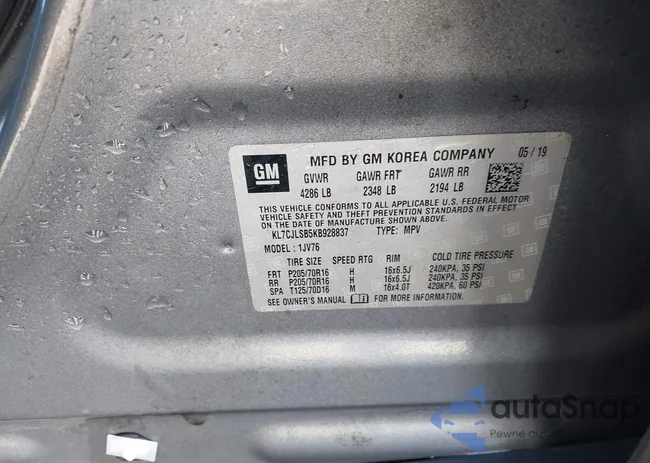 GM
MFD BY GM KOREA COMPANY 05 / 19
GVWR GAWR FRT GAWR RR
4286 LB 2348 LB 2194 LB
THIS VEHICLE CONFORMS TO ALL APPLICABLE U.S. FEDERAL MOTOR
VEHICLE SAFETY AND THEFT PREVENTION STANDARDS IN EFFECT
ON THE DATE OF MANUFACTURE SHOWN ABOVE.
KL7CJLSB5KB928837 TYPE: MPV
MODEL: 1JV76
TIRE SIZE SPEED RTG RIM COLD TIRE PRESSURE
FRT P205/70R16 H 16x6.5J 240KPA, 35 PSI
RR P205/70R16 H 16x6.5J 240KPA, 35 PSI
SPA T125/70D16 M 16x4.0T 420KPA, 60 PSI
SEE OWNER'S MANUAL FOR MORE INFORMATION.
autoSnap
Pewne auto